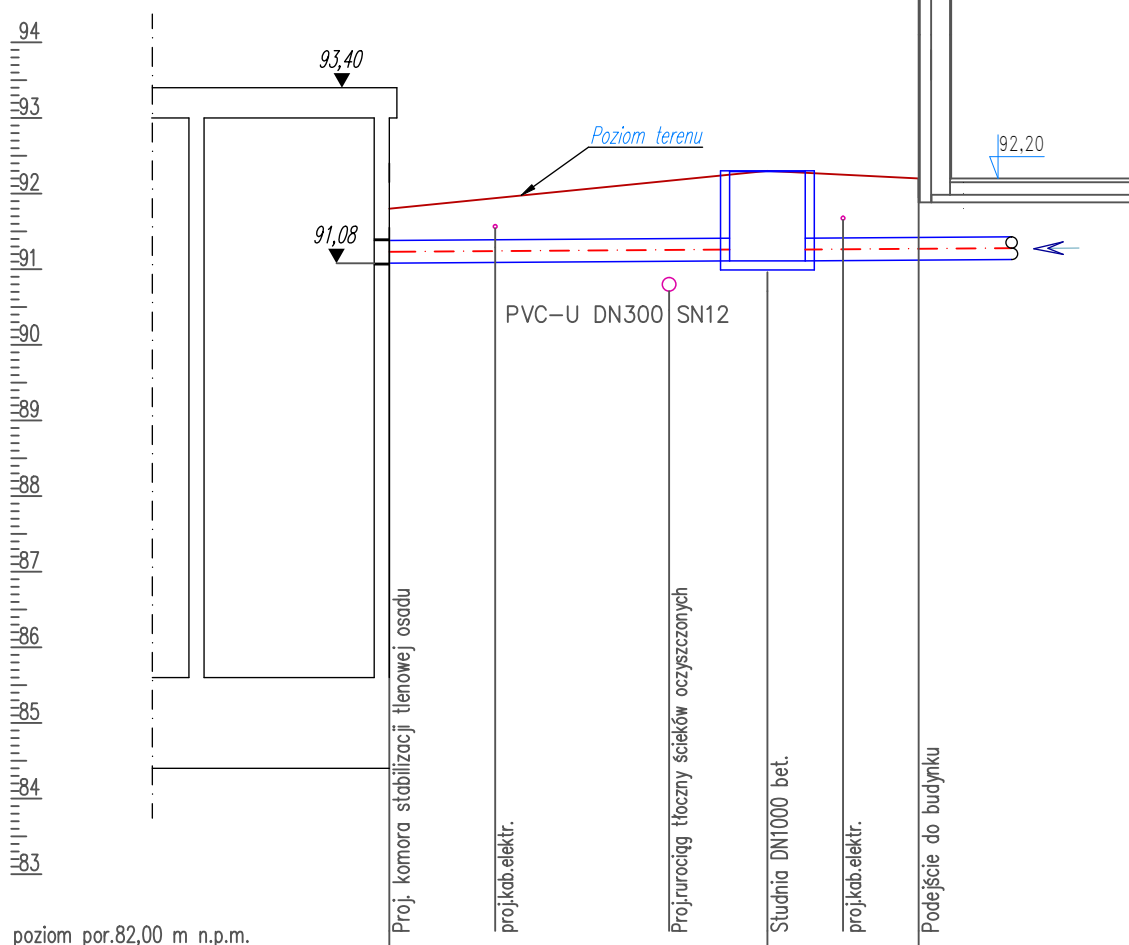 94
93
92
91
90
89
88
87
86
85
84
83
93,40
Poziom terenu
92,20
91,08
PVC-U DN300 SN12
Proj. komora stabilizacji tlenowej osadu
proj.kab.elektr.
Proj.rurociąg tłoczny ścieków oczyszczonych
Studnia DN1000 bet.
proj.kab.elektr.
Podejście do budynku
poziom por.82,00 m n.p.m.